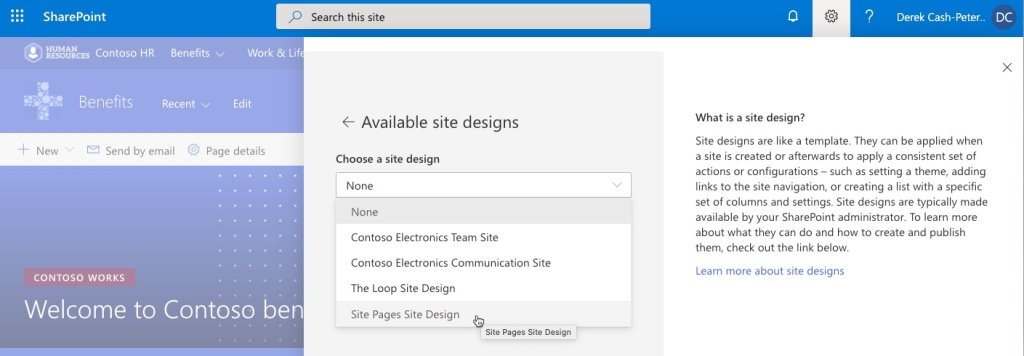 SharePoint
Search this site
?
Derek Cash-Peter..
DC
HUMAN
RESOURCES
Contoso HR
Benefits
Work & Life
Benefits
Recent
Edit
New
Send by email
Page details
CONTOSO WORKS
Welcome to Contoso ben
Available site designs
Choose a site design
None
None
Contoso Electronics Team Site
Contoso Electronics Communication Site
The Loop Site Design
Site Pages Site Design
Site Pages Site Design
What is a site design?
Site designs are like a template. They can be applied when
a site is created or afterwards to apply a consistent set of
actions or configurations – such as setting a theme, adding
links to the site navigation, or creating a list with a specific
set of columns and settings. Site designs are typically made
available by your SharePoint administrator. To learn more
about what they can do and how to create and publish
them, check out the link below.
Learn more about site designs